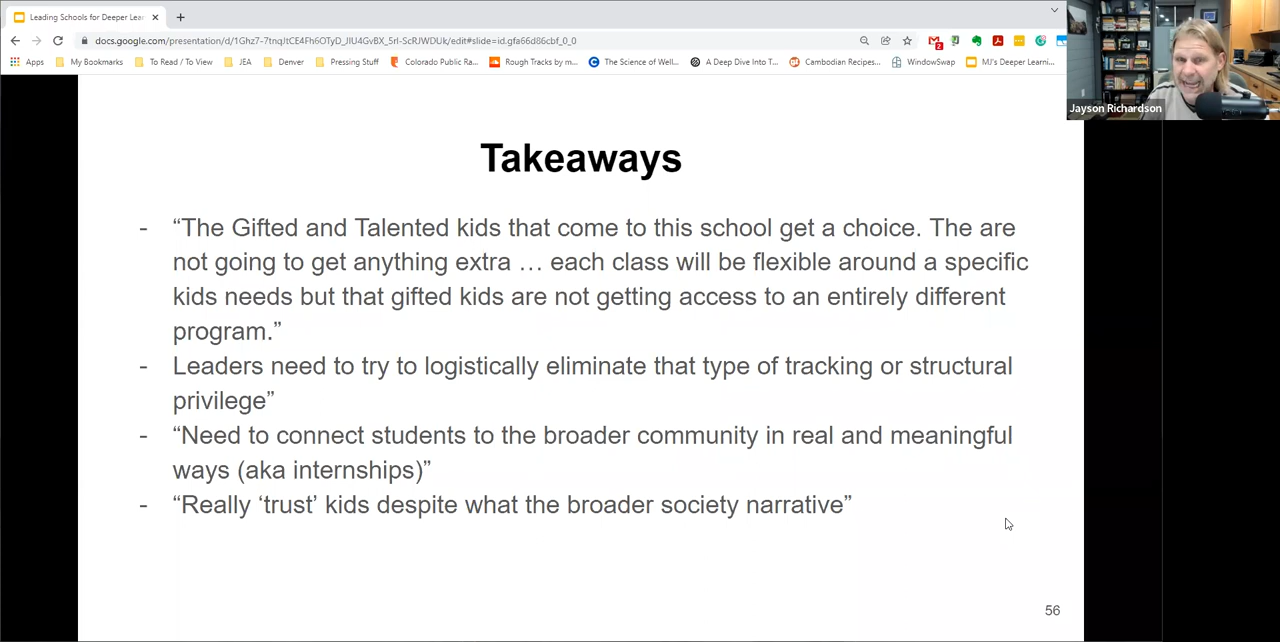 Leading Schools for Deeper Lea
docs.google.com/presentation/d/1Ghz7-7tnqJtCE4Fh6OTyD_JIU4GvBX_5rI-ScRJWDUk/edit#slide=id.gfa66d86cbf_0_0
Apps My Bookmarks To Read / To View JEA Denver Pressing Stuff Colorado Public Ra... Rough Tracks by m... The Science of Well... A Deep Dive Into T... Cambodian Recipes... WindowSwap MJ's Deeper Learni...
2
Jayson Richardson
Takeaways
- “The Gifted and Talented kids that come to this school get a choice. The are
not going to get anything extra … each class will be flexible around a specific
kids needs but that gifted kids are not getting access to an entirely different
program.”
- Leaders need to try to logistically eliminate that type of tracking or structural
privilege”
- “Need to connect students to the broader community in real and meaningful
ways (aka internships)”
- “Really ‘trust’ kids despite what the broader society narrative”
56